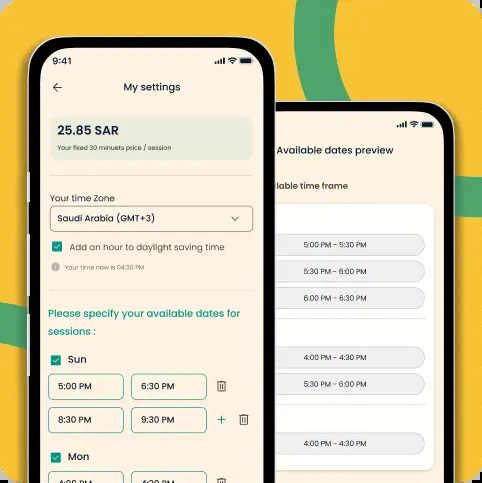 9:41
My settings
25.85 SAR
Your fixed 30 minuets price / session
Your time Zone
Saudi Arabia (GMT+3)
Add an hour to daylight saving time
Your time now is 04:30 PM
Please specify your available dates for
sessions :
Sun
5:00 PM 6:30 PM
8:30 PM 9:30 PM
Mon
Available dates preview
lable time frame
5:00 PM - 5:30 PM
5:30 PM - 6:00 PM
6:00 PM - 6:30 PM
4:00 PM - 4:30 PM
5:30 PM - 6:00 PM
4:00 PM - 4:30 PM